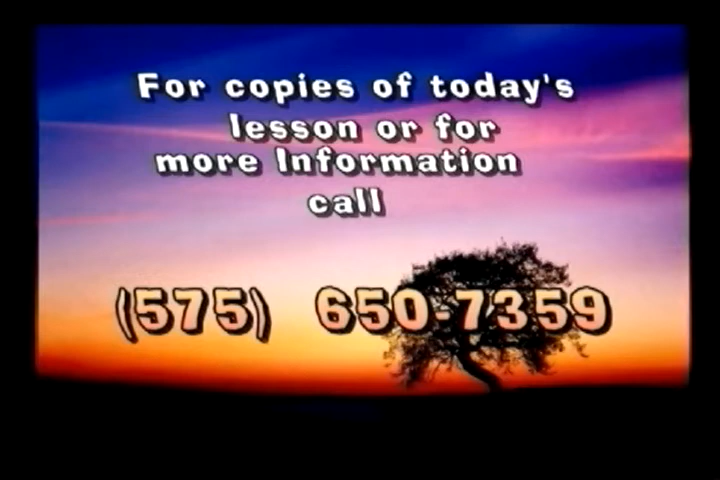 For copies of today's
lesson or for
more Information
call
(575) 650-7359